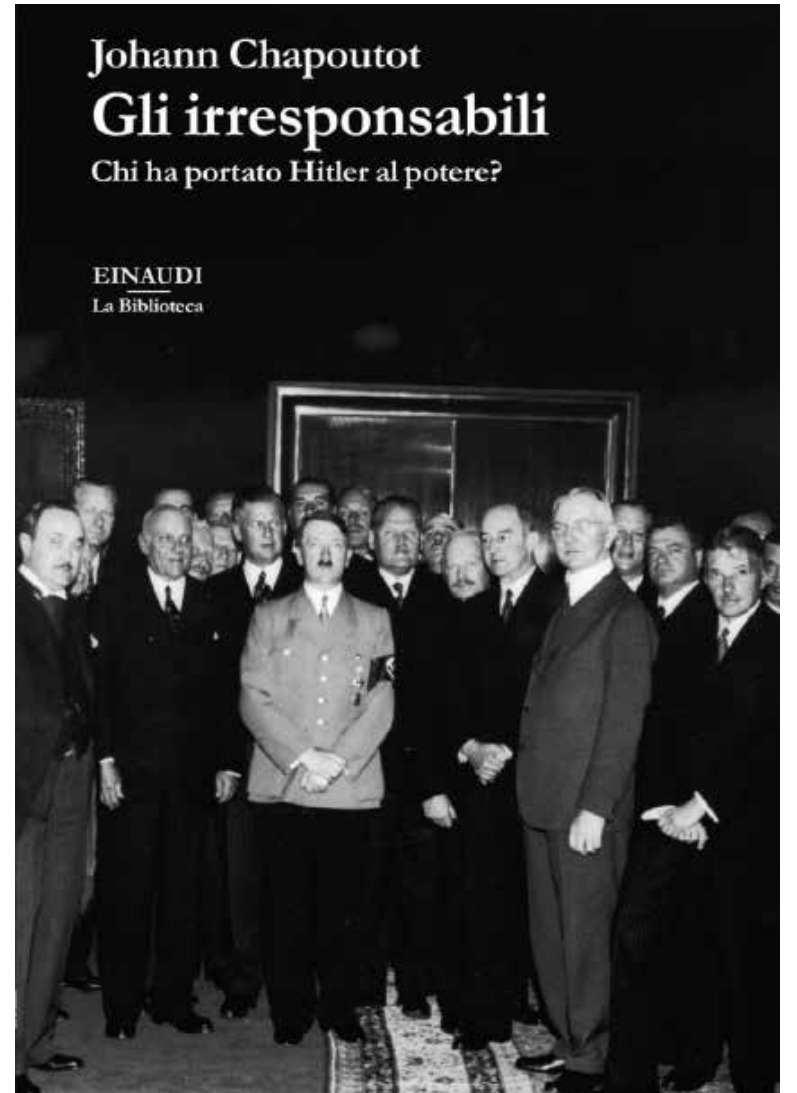 Johann Chapoutot
Gli irresponsabili
Chi ha portato Hitler al potere?
EINAUDI
La Biblioteca